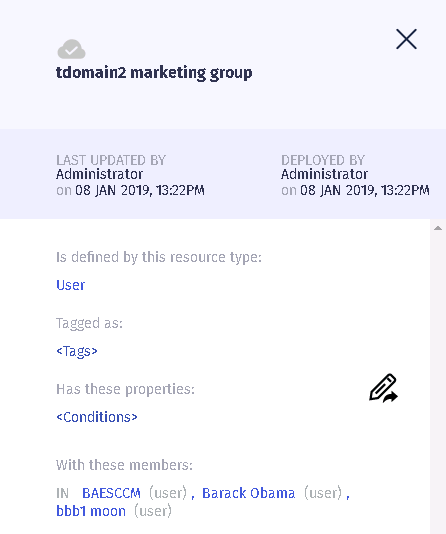 tdomain2 marketing group
LAST UPDATED BY
Administrator
on 08 JAN 2019, 13:22PM
DEPLOYED BY
Administrator
on 08 JAN 2019, 13:22PM
Is defined by this resource type:
User
Tagged as:
<Tags>
Has these properties:
<Conditions>
With these members:
IN BAESCCM (user) , Barack Obama (user) ,
bbb1 moon (user)